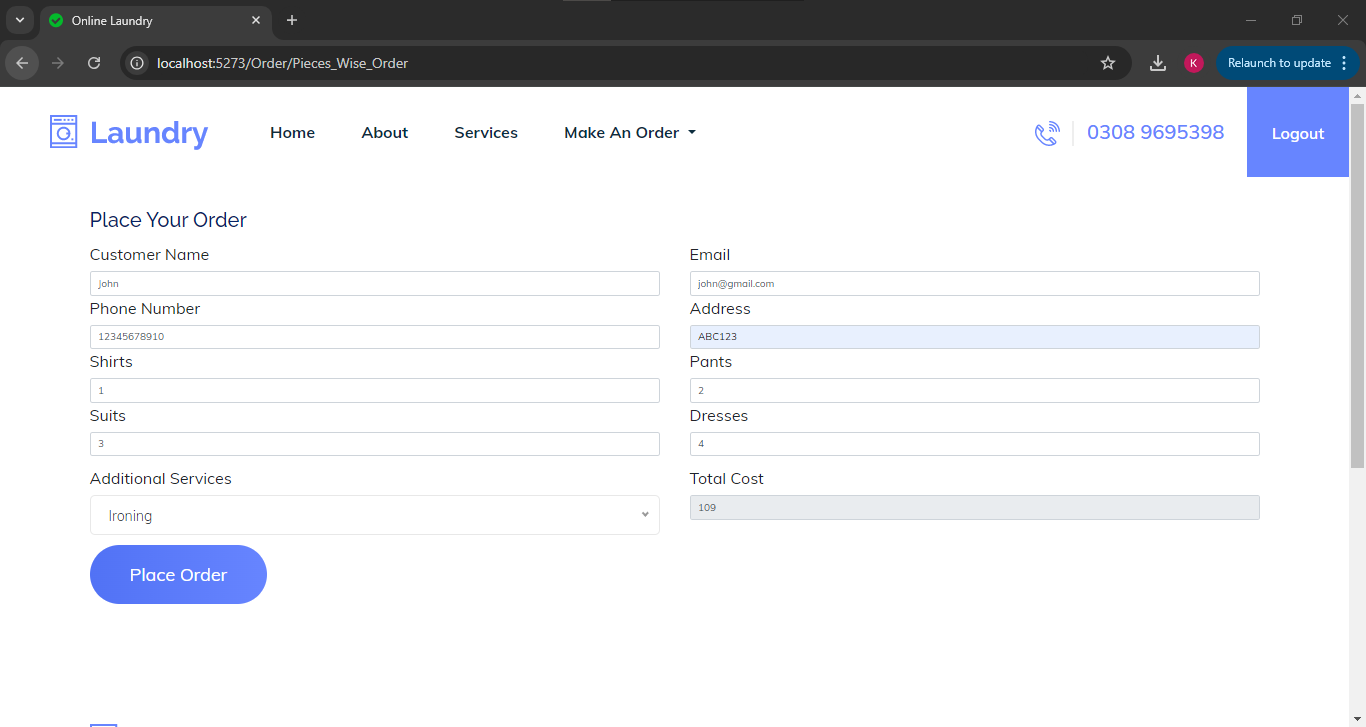 Online Laundry
localhost:5273/Order/Pieces_Wise_Order
K
Relaunch to update
Laundry
Home
About
Services
Make An Order
0308 9695398
Logout
Place Your Order
Customer Name
Email
John
john@gmail.com
Phone Number
Address
12345678910
ABC123
Shirts
Pants
1
2
Suits
Dresses
3
4
Additional Services
Total Cost
Ironing
109
Place Order